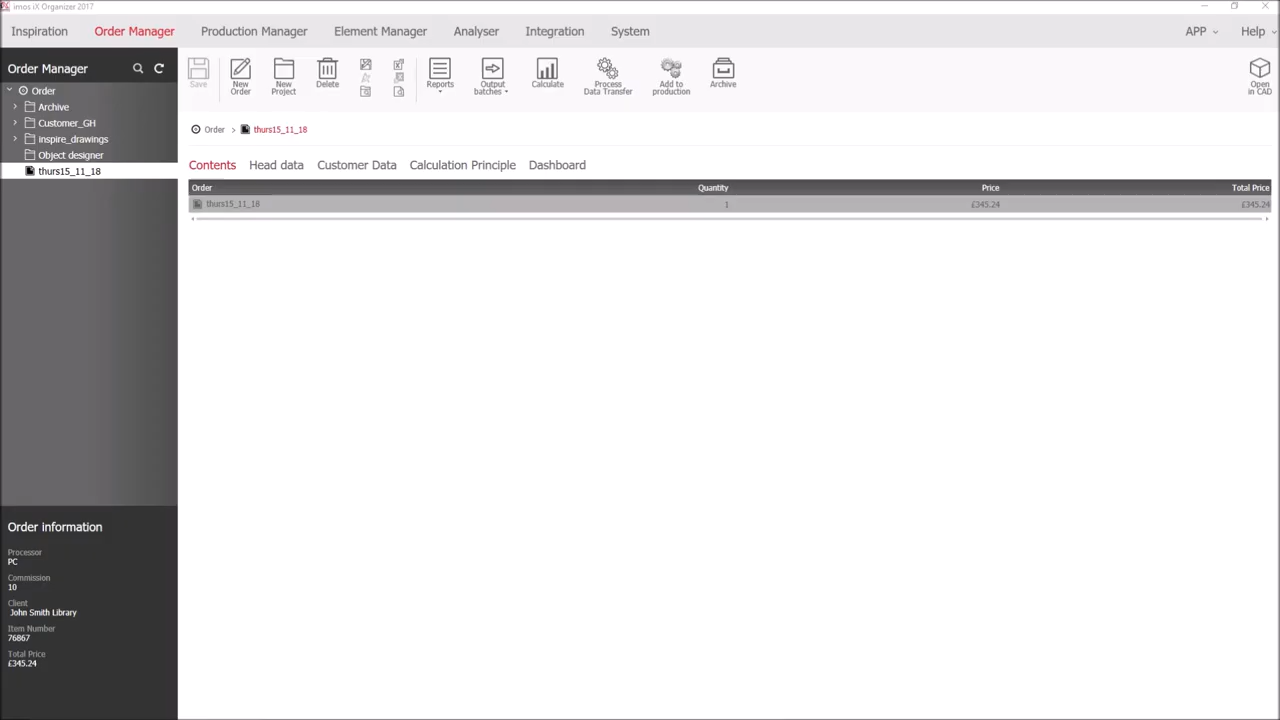 imos iX Organizer 2017
Inspiration Order Manager Production Manager Element Manager Analyser Integration System APP Help
Order Manager
Save
New Order
New Project
Delete
Reports
Output batches
Calculate
Process Data Transfer
Add to production
Archive
Open in CAD
Order
Archive
Customer_GH
inspire_drawings
Object designer
thurs15_11_18
Order > thurs15_11_18
Contents Head data Customer Data Calculation Principle Dashboard
Order Quantity Price Total Price
thurs15_11_18 1 £345.24 £345.24
Order information
Processor
PC
Commission
10
Client
John Smith Library
Item Number
76867
Total Price
£345.24